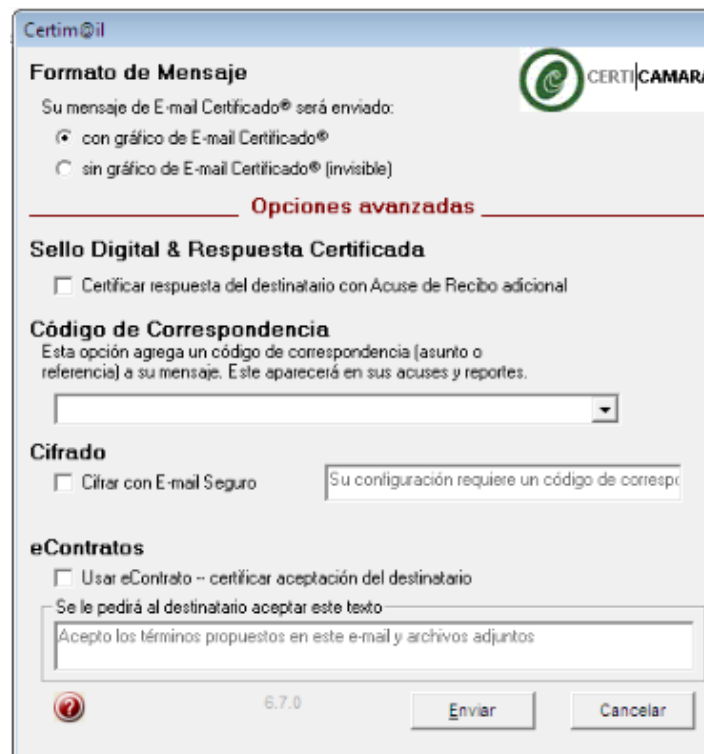 Certim@il
Formato de Mensaje
CERTICAMARA
Su mensaje de E-mail Certificado® será enviado:
con gráfico de E-mail Certificado®
sin gráfico de E-mail Certificado® (invisible)
Opciones avanzadas
Sello Digital & Respuesta Certificada
Certificar respuesta del destinatario con Acuse de Recibo adicional
Código de Correspondencia
Esta opción agrega un código de correspondencia (asunto o
referencia) a su mensaje. Este aparecerá en sus acuses y reportes.
Cifrado
Cifrar con E-mail Seguro
Su configuración requiere un código de correspo
eContratos
Usar eContrato -- certificar aceptación del destinatario
Se le pedirá al destinatario aceptar este texto
Acepto los términos propuestos en este e-mail y archivos adjuntos
6.7.0
Enviar
Cancelar